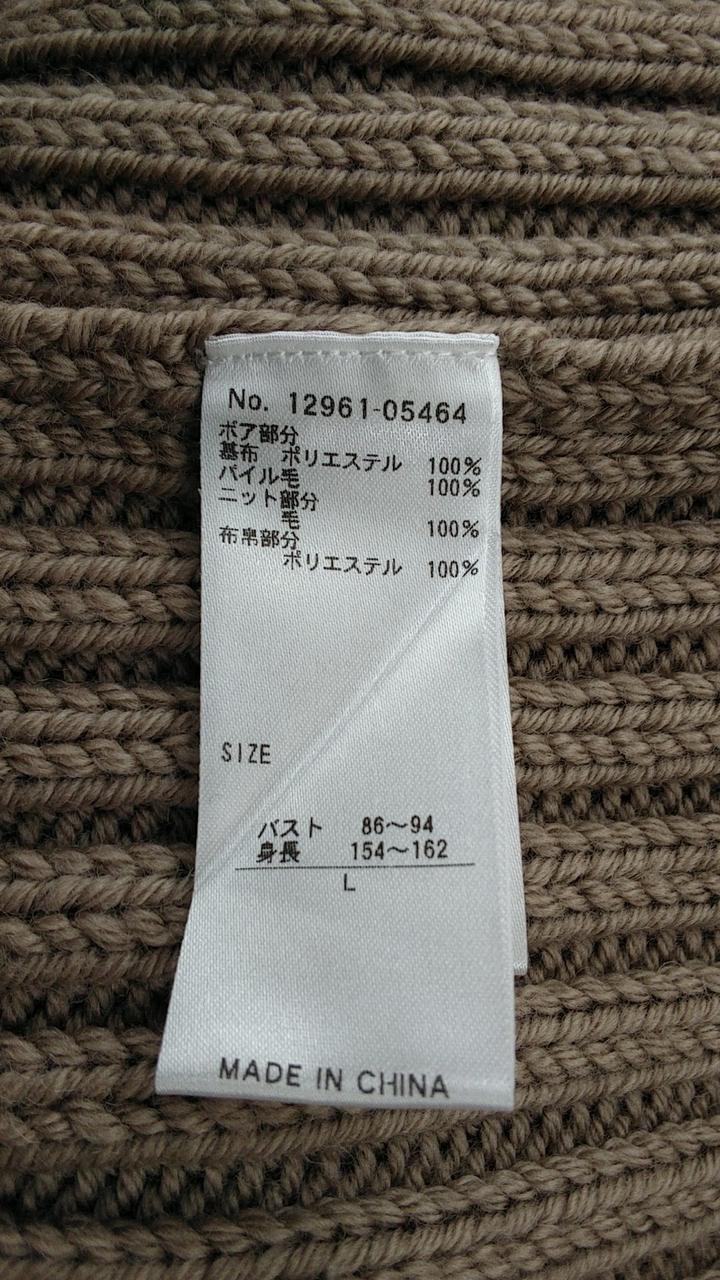 No. 12961-05464
ボア部分
基布 ポリエステル 100%
パイル毛 100%
ニット部分
毛 100%
布帛部分
ポリエステル 100%
SIZE
バスト 86〜94
身長 154〜162
L
MADE IN CHINA